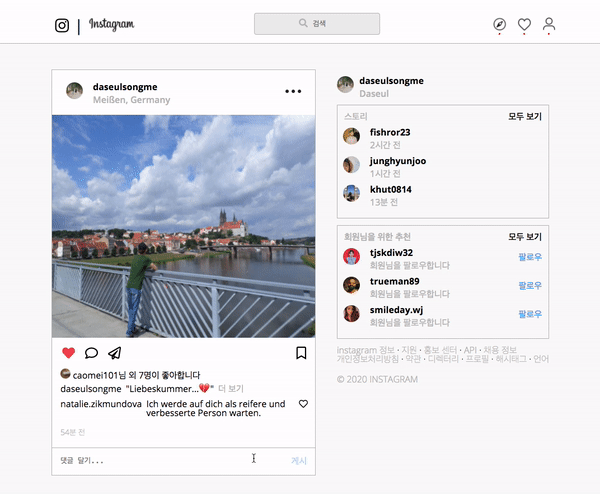 Instagram
검색
daseulsongme
Meißen, Germany
caomei101님 외 7명이 좋아합니다
daseulsongme "Liebeskummer...💔" 더 보기
natalie.zikmundova Ich werde auf dich als reifere und
verbesserte Person warten.
54분 전
댓글 달기...
게시
daseulsongme
Daseul
스토리 모두 보기
fishror23
2시간 전
junghyunjoo
1시간 전
khut0814
13분 전
회원님을 위한 추천 모두 보기
tjskdiw32
회원님을 팔로우합니다
팔로우
trueman89
회원님을 팔로우합니다
팔로우
smileday.wj
회원님을 팔로우합니다
팔로우
instagram 정보 · 지원 · 홍보 센터 · API · 채용 정보
개인정보처리방침 · 약관 · 디렉터리 · 프로필 · 해시태그 · 언어
© 2020 INSTAGRAM